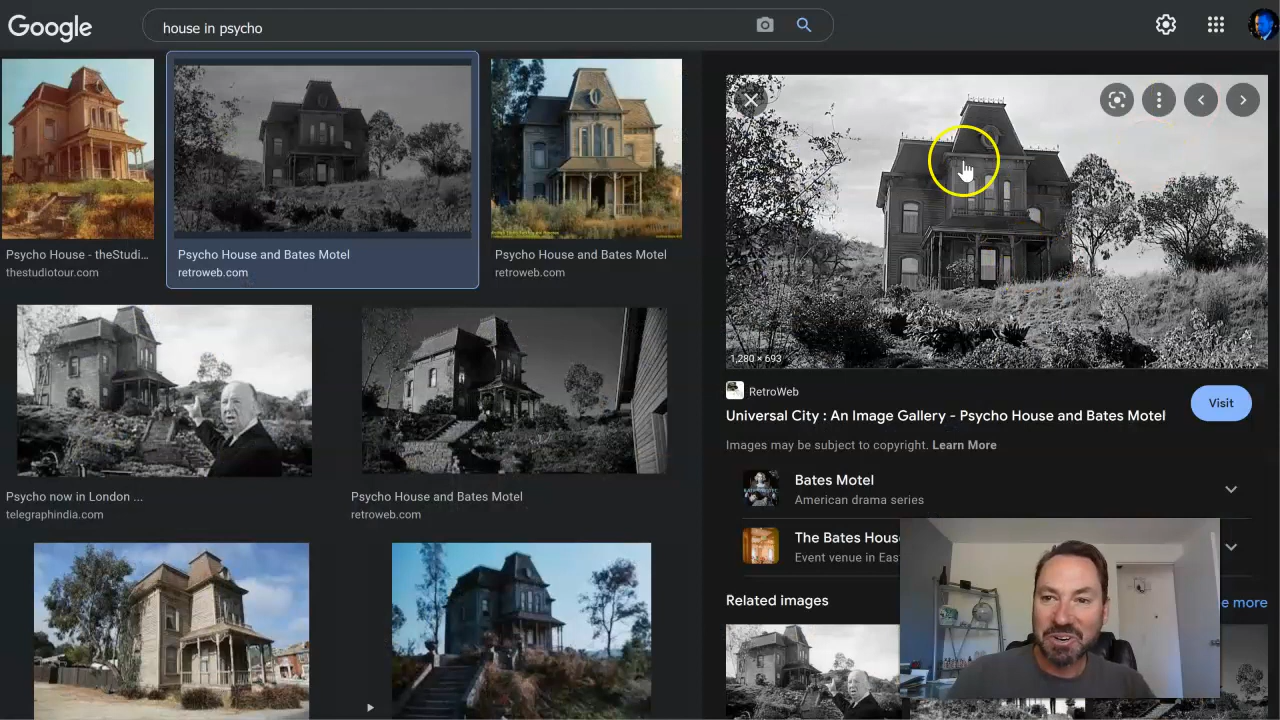 Google
house in psycho
Psycho House - theStudi...
thestudiotour.com
Psycho House and Bates Motel
retroweb.com
Psycho House and Bates Motel
retroweb.com
1,280 × 693
RetroWeb
Universal City : An Image Gallery - Psycho House and Bates Motel
Visit
Images may be subject to copyright. Learn More
Bates Motel
American drama series
The Bates Hous
Event venue in Eas
Psycho now in London ...
telegraphindia.com
Psycho House and Bates Motel
retroweb.com
Related images
e more